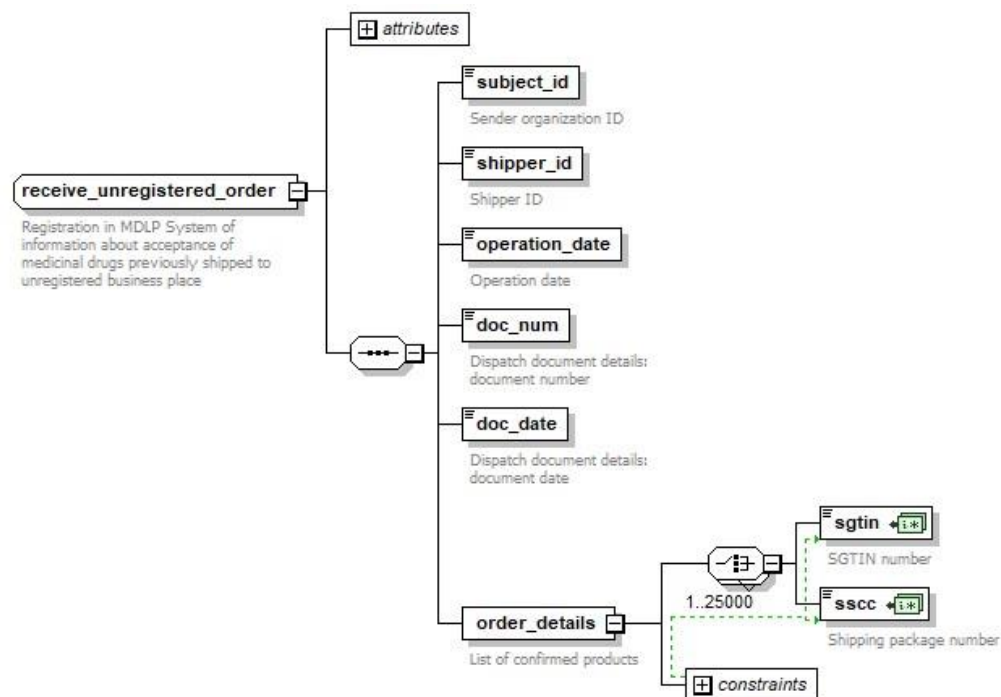 attributes
subject_id
Sender organization ID
shipper_id
Shipper ID
receive_unregistered_order
Registration in MDLP System of
information about acceptance of
medicinal drugs previously shipped to
unregistered business place
operation_date
Operation date
doc_num
Dispatch document details:
document number
doc_date
Dispatch document details:
document date
sgtin
SGTIN number
1..25000
sscc
Shipping package number
order_details
List of confirmed products
constraints